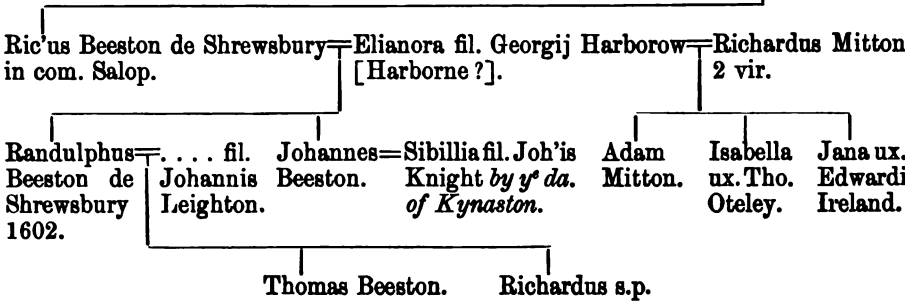 Ric'us Beeston de Shrewsbury=Elianora fil. Georgij Harborow=Richardus Mitton
in com. Salop. [Harborne?]. 2 vir.
Randulphus=. . . . fil. Johannes=Sibillia fil. Joh'is Adam Isabella Jana ux.
Beeston de Johannis Beeston. Knight by yᵉ da. Mitton. ux. Tho. Edwardi
Shrewsbury Leighton. of Kynaston. Oteley. Ireland.
1602.
Thomas Beeston. Richardus s.p.